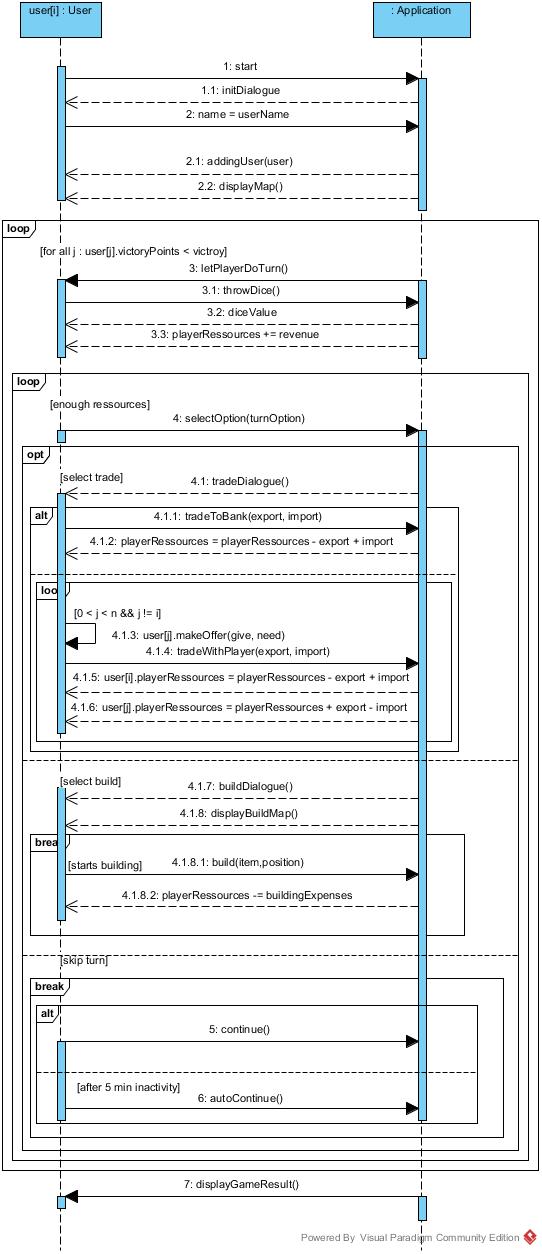 user[i] : User
: Application
1: start
1.1: initDialogue
2: name = userName
2.1: addingUser(user)
2.2: displayMap()
loop
[for all j : user[j].victoryPoints < victroy]
3: letPlayerDoTurn()
3.1: throwDice()
3.2: diceValue
3.3: playerRessources += revenue
loop
[enough ressources]
4: selectOption(turnOption)
opt
[select trade]
4.1: tradeDialogue()
alt
4.1.1: tradeToBank(export, import)
4.1.2: playerRessources = playerRessources - export + import
loo
[0 < j < n && j != i]
4.1.3: user[j].makeOffer(give, need)
4.1.4: tradeWithPlayer(export, import)
4.1.5: user[i].playerRessources = playerRessources - export + import
4.1.6: user[j].playerRessources = playerRessources + export - import
[select build]
4.1.7: buildDialogue()
4.1.8: displayBuildMap()
brea
[starts building]
4.1.8.1: build(item,position)
4.1.8.2: playerRessources -= buildingExpenses
[skip turn]
break
alt
5: continue()
[after 5 min inactivity]
6: autoContinue()
7: displayGameResult()
Powered By Visual Paradigm Community Edition